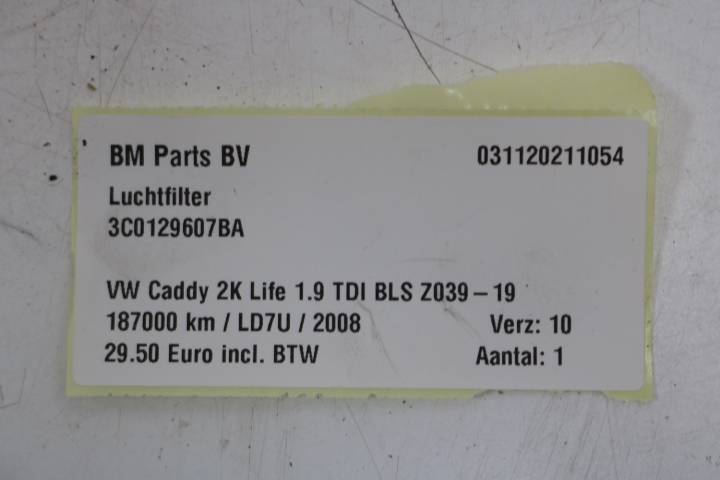 BM Parts BV 031120211054
Luchtfilter
3C0129607BA
VW Caddy 2K Life 1.9 TDI BLS Z039-19
187000 km / LD7U / 2008 Verz: 10
29.50 Euro incl. BTW Aantal: 1